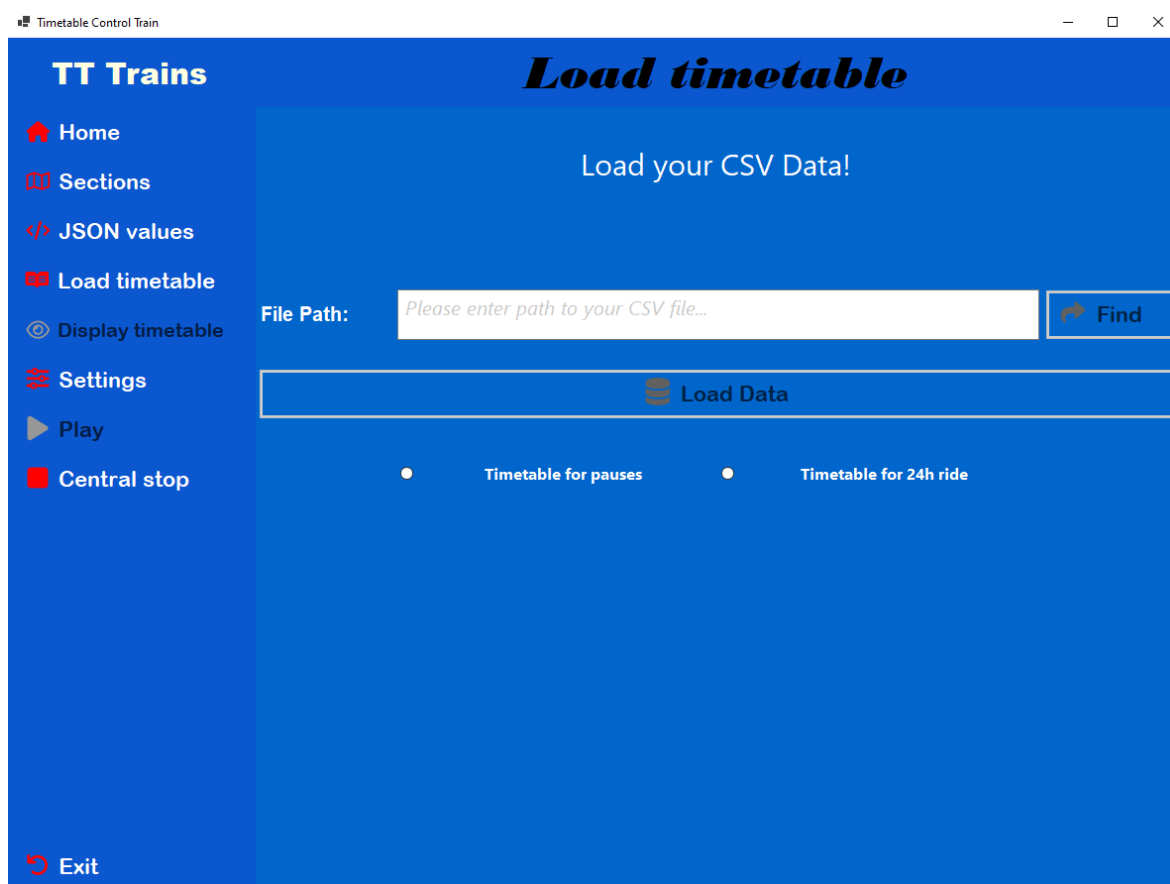 Timetable Control Train
TT Trains
Load timetable
Home
Sections
JSON values
Load timetable
Display timetable
Settings
Play
Central stop
Exit
Load your CSV Data!
File Path:
Please enter path to your CSV file...
Find
Load Data
Timetable for pauses
Timetable for 24h ride